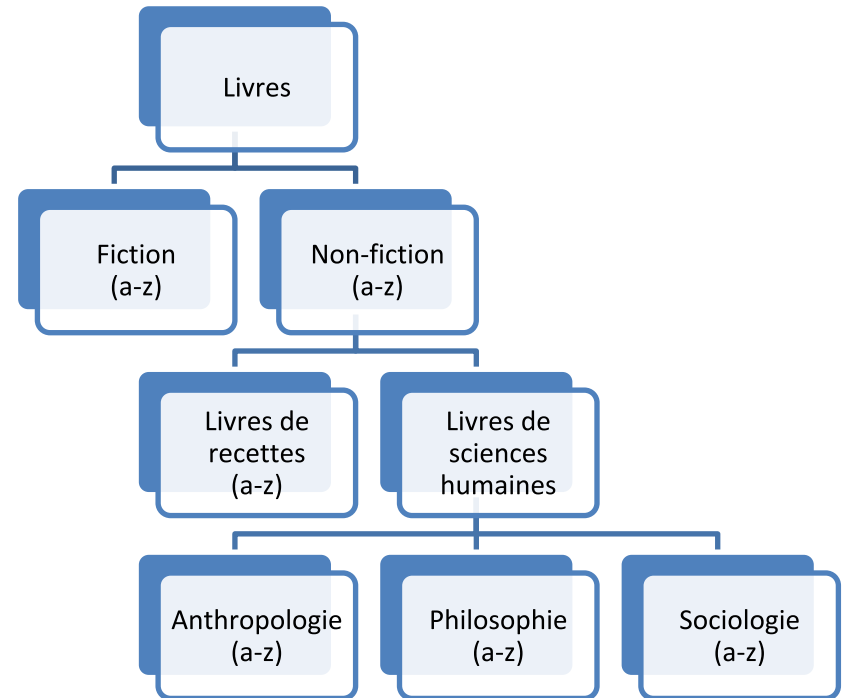 Livres
Fiction
(a-z)
Non-fiction
(a-z)
Livres de
recettes
(a-z)
Livres de
sciences
humaines
Anthropologie
(a-z)
Philosophie
(a-z)
Sociologie
(a-z)